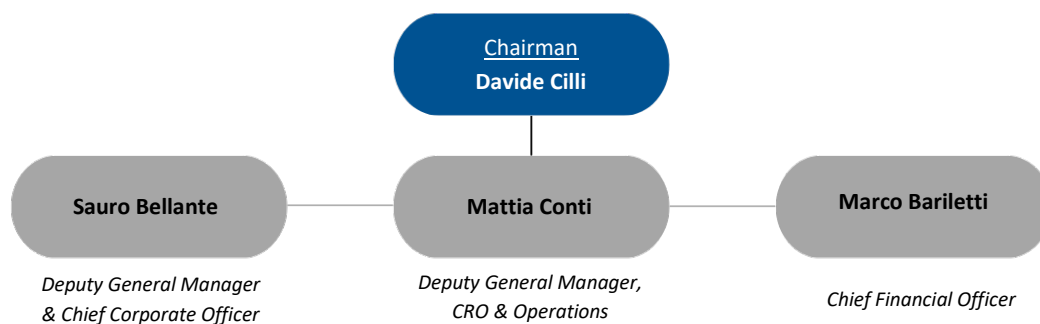 Chairman
Davide Cilli
Sauro Bellante
Mattia Conti
Marco Bariletti
Deputy General Manager
& Chief Corporate Officer
Deputy General Manager,
CRO & Operations
Chief Financial Officer